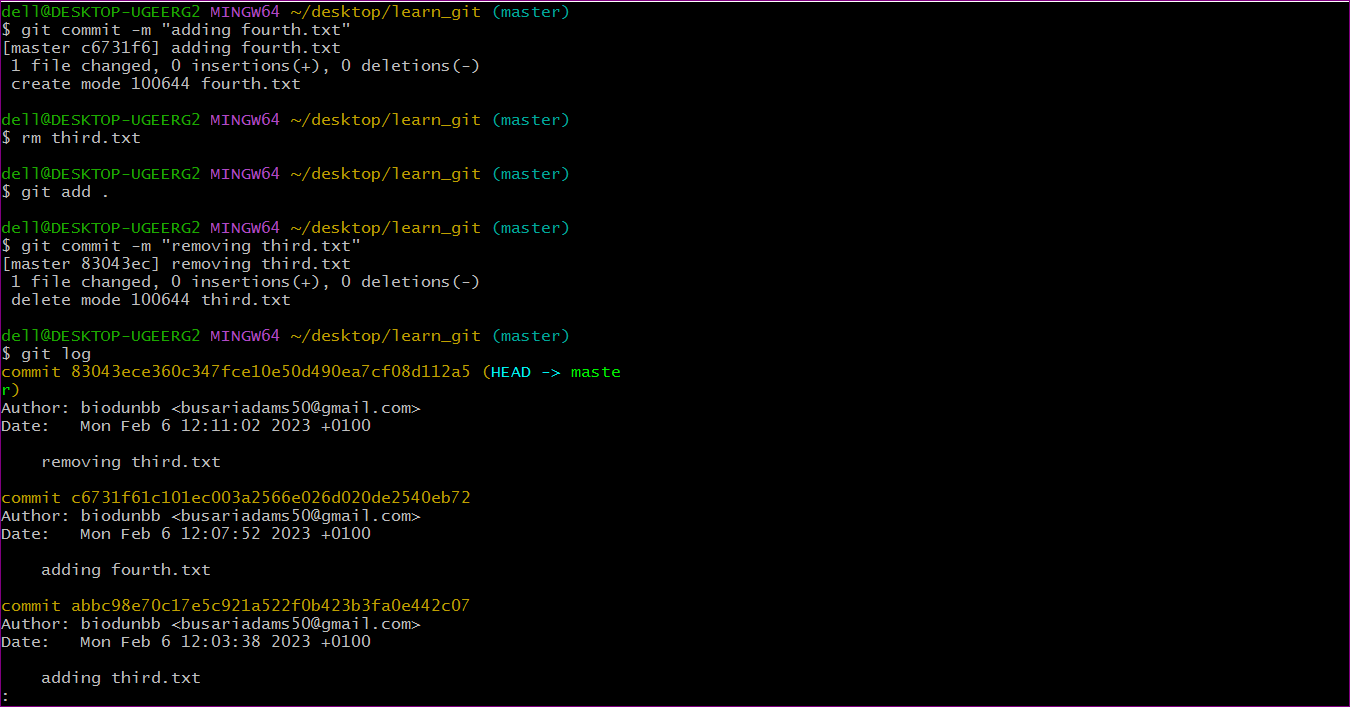 dell@DESKTOP-UGEERG2 MINGW64 ~/desktop/learn_git (master)
$ git commit -m "adding fourth.txt"
[master c6731f6] adding fourth.txt
 1 file changed, 0 insertions(+), 0 deletions(-)
 create mode 100644 fourth.txt

dell@DESKTOP-UGEERG2 MINGW64 ~/desktop/learn_git (master)
$ rm third.txt

dell@DESKTOP-UGEERG2 MINGW64 ~/desktop/learn_git (master)
$ git add .

dell@DESKTOP-UGEERG2 MINGW64 ~/desktop/learn_git (master)
$ git commit -m "removing third.txt"
[master 83043ec] removing third.txt
 1 file changed, 0 insertions(+), 0 deletions(-)
 delete mode 100644 third.txt

dell@DESKTOP-UGEERG2 MINGW64 ~/desktop/learn_git (master)
$ git log
commit 83043ece360c347fce10e50d490ea7cf08d112a5 (HEAD -> maste
r)
Author: biodunbb <busariadams50@gmail.com>
Date:   Mon Feb 6 12:11:02 2023 +0100

    removing third.txt

commit c6731f61c101ec003a2566e026d020de2540eb72
Author: biodunbb <busariadams50@gmail.com>
Date:   Mon Feb 6 12:07:52 2023 +0100

    adding fourth.txt

commit abbc98e70c17e5c921a522f0b423b3fa0e442c07
Author: biodunbb <busariadams50@gmail.com>
Date:   Mon Feb 6 12:03:38 2023 +0100

    adding third.txt
: